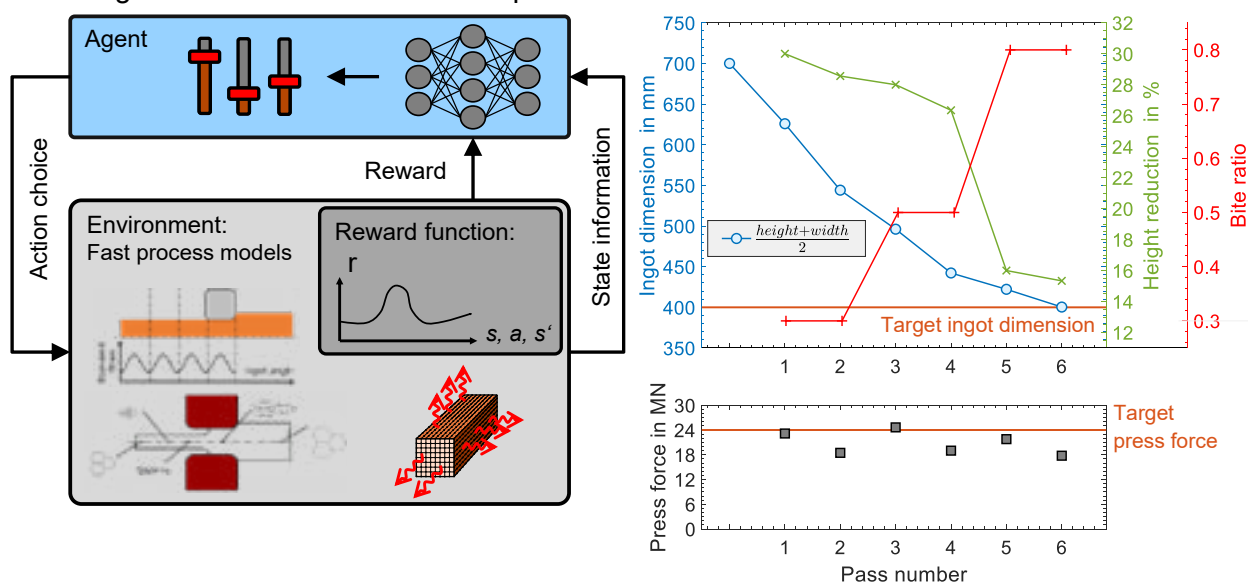 Agent
Action choice
Reward
State information
Environment:
Fast process models
Reward function:
r
s, a, s‘
Ingot dimension in mm
750
700
650
600
550
500
450
400
350
height+width
2
Target ingot dimension
1 2 3 4 5 6
32
30
28
26
24
22
20
18
16
14
12
Height reduction in %
0.8
0.7
0.6
0.5
0.4
0.3
Bite ratio
Press force in MN
30
24
18
12
6
0
Target
press force
1 2 3 4 5 6
Pass number